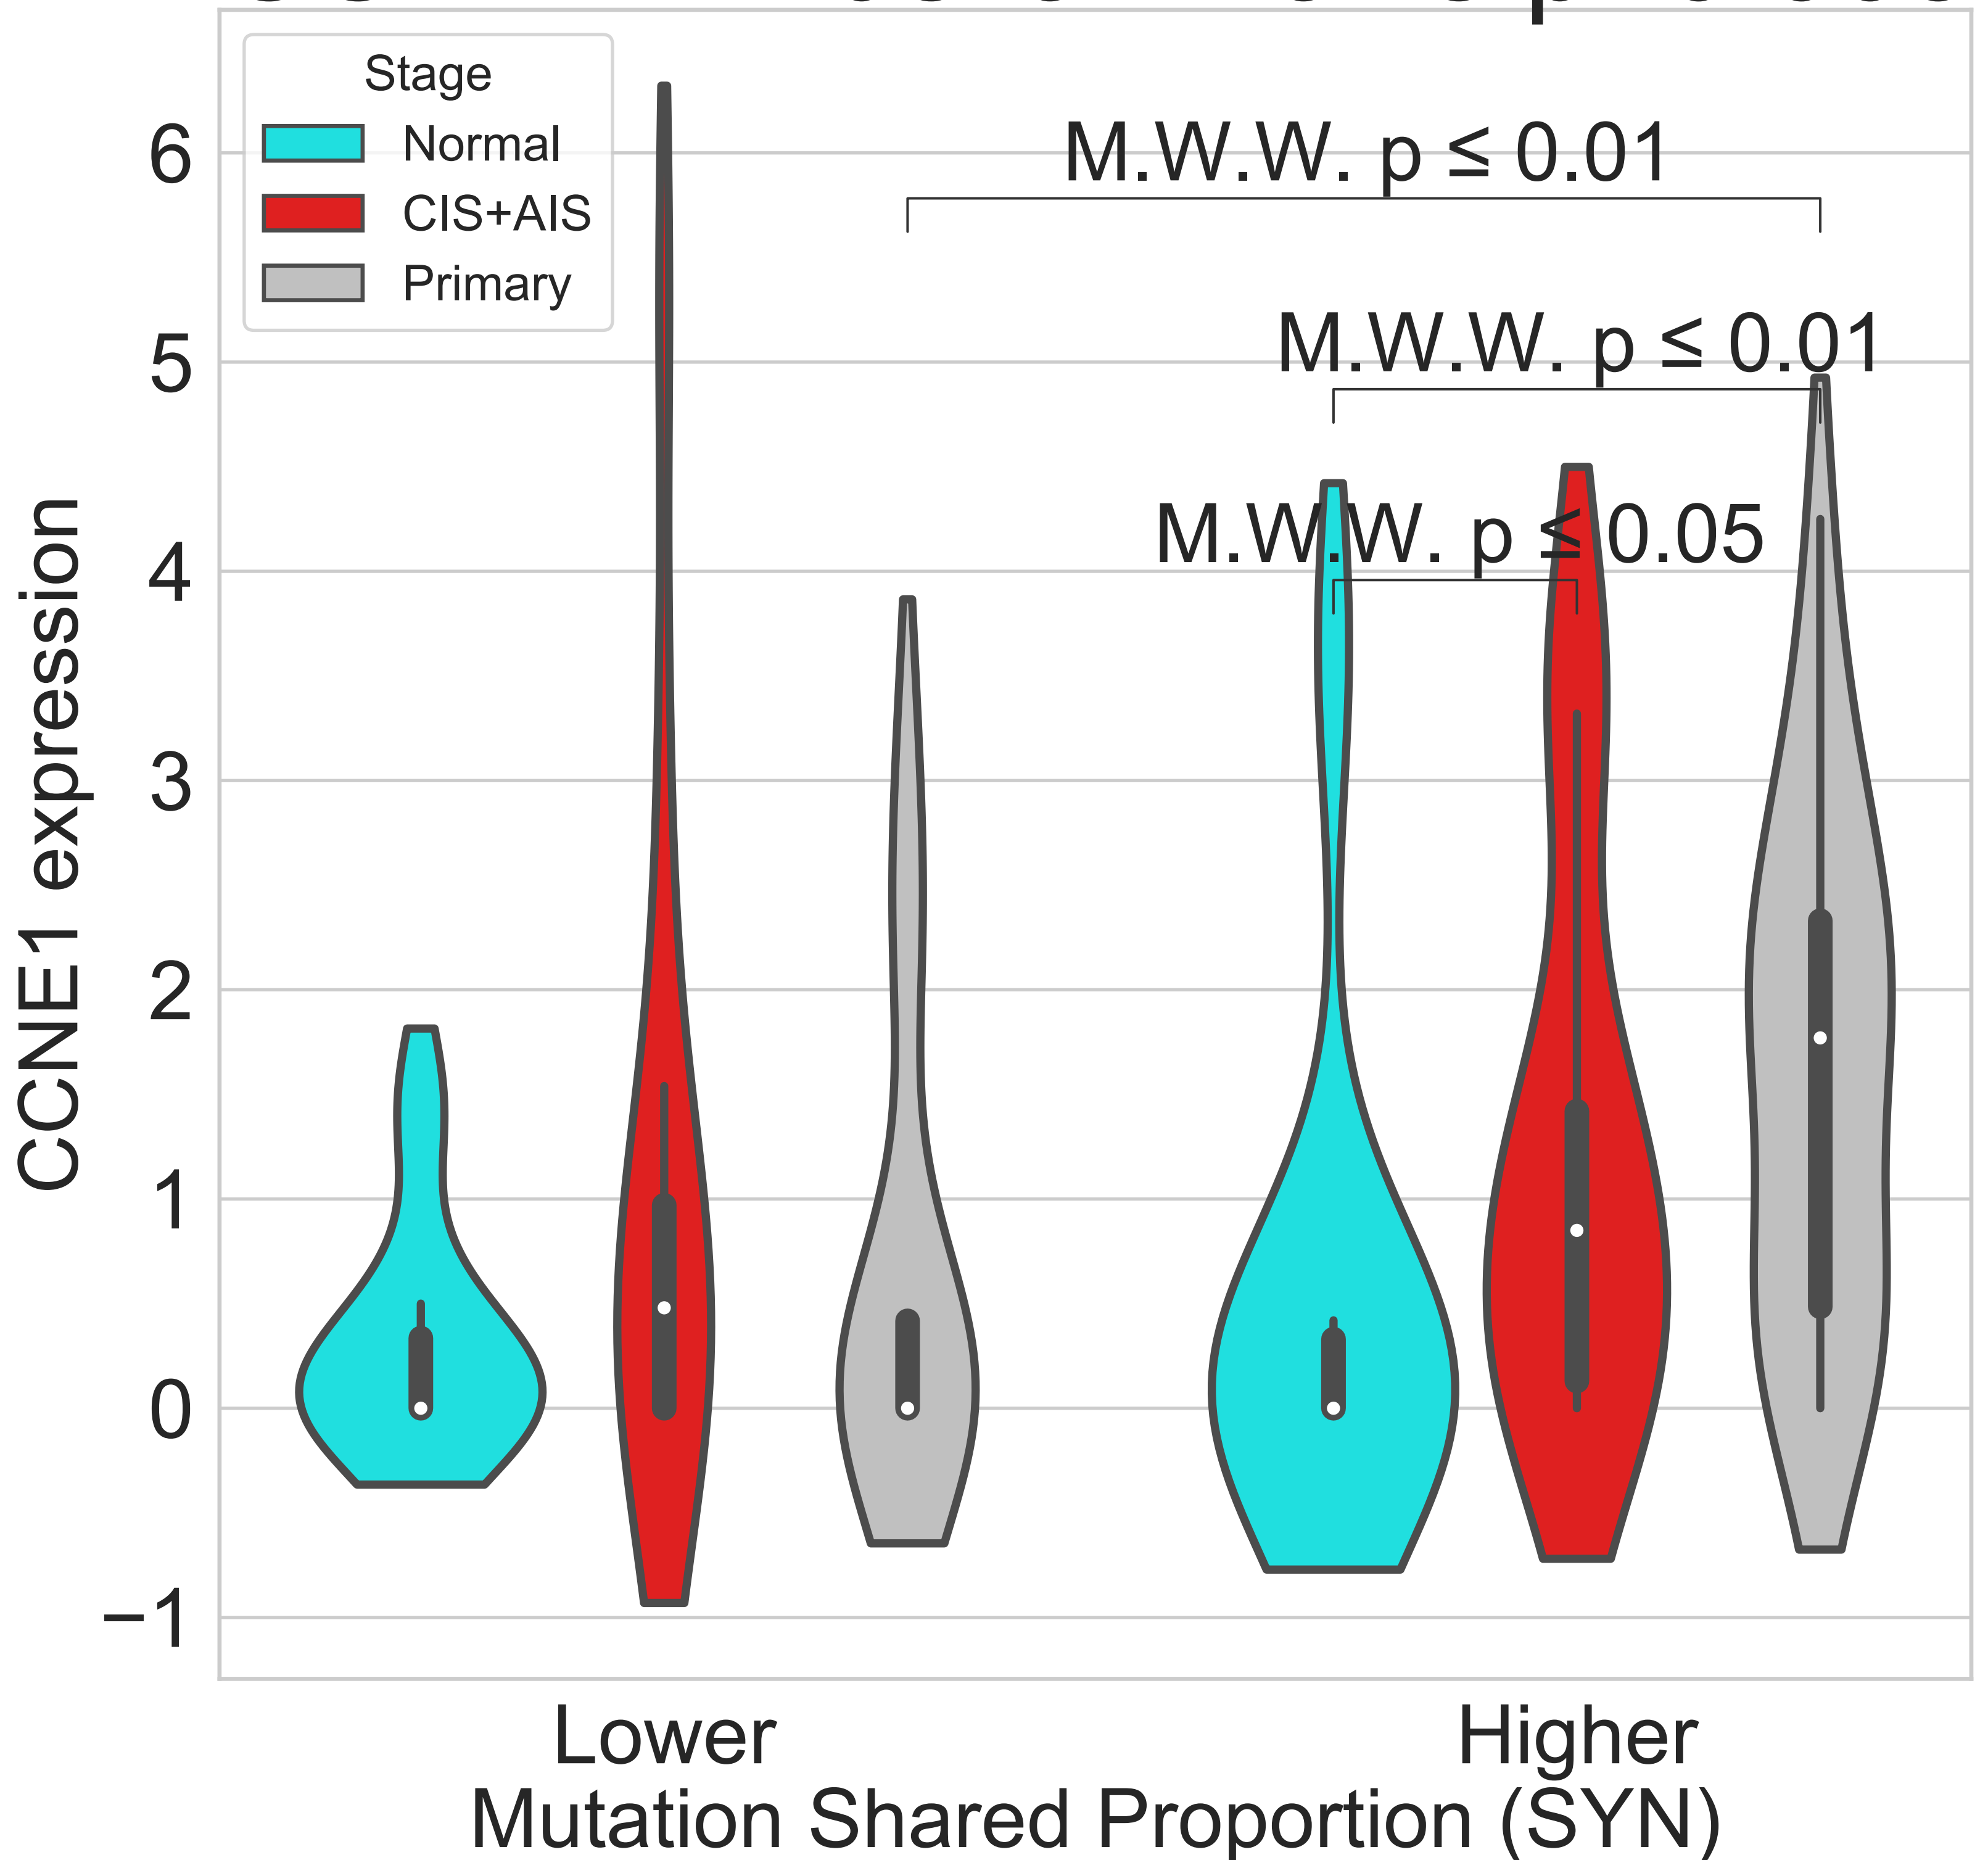 Stage
Normal
CIS+AIS
Primary
M.W.W. p ≤ 0.01
M.W.W. p ≤ 0.01
M.W.W. p ≤ 0.05
CCNE1 expression
6
5
4
3
2
1
0
−1
Lower
Higher
Mutation Shared Proportion (SYN)